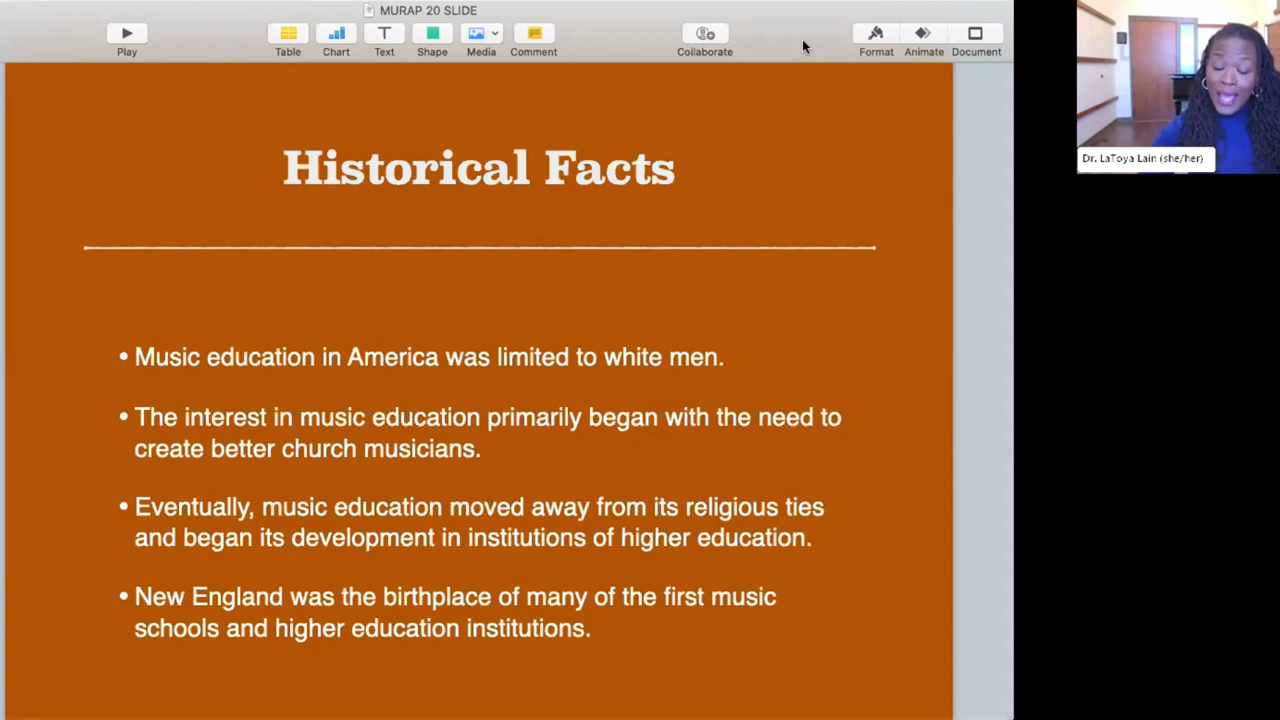 MURAP 20 SLIDE
Play
Table
Chart
Text
Shape
Media
Comment
Collaborate
Format
Animate
Document
Dr. LaToya Lain (she/her)
Historical Facts
• Music education in America was limited to white men.
• The interest in music education primarily began with the need to
create better church musicians.
• Eventually, music education moved away from its religious ties
and began its development in institutions of higher education.
• New England was the birthplace of many of the first music
schools and higher education institutions.